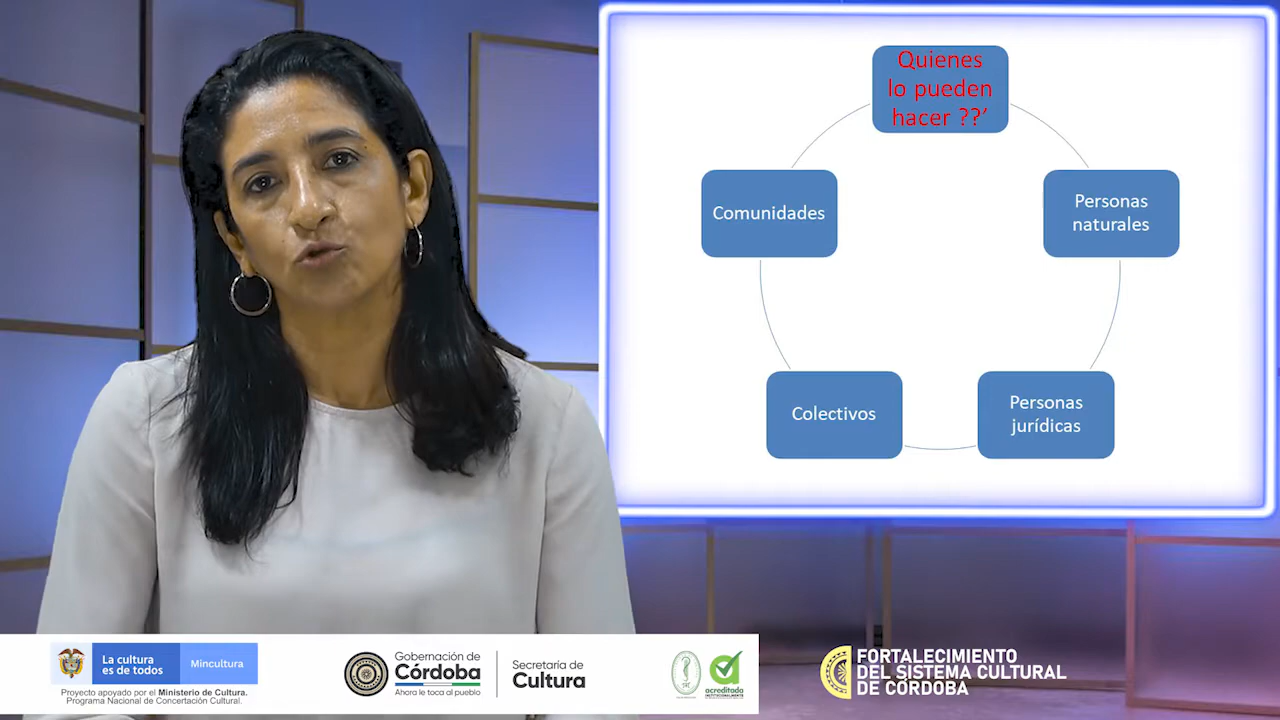 Quienes
lo pueden
hacer ??’
Comunidades
Personas
naturales
Colectivos
Personas
jurídicas
La cultura
es de todos
Mincultura
Proyecto apoyado por el Ministerio de Cultura.
Programa Nacional de Concertación Cultural.
Gobernación de
Córdoba
Ahora le toca al pueblo
Secretaría de
Cultura
acreditada
INSTITUCIONALMENTE
FORTALECIMIENTO
DEL SISTEMA CULTURAL
DE CÓRDOBA